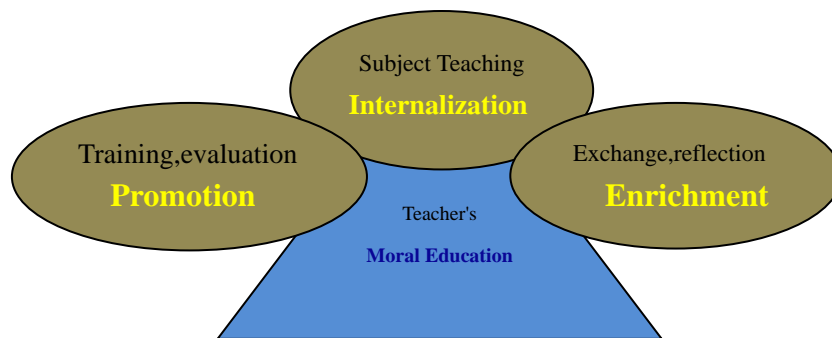 Subject Teaching
Internalization
Training,evaluation
Promotion
Exchange,reflection
Enrichment
Teacher's
Moral Education